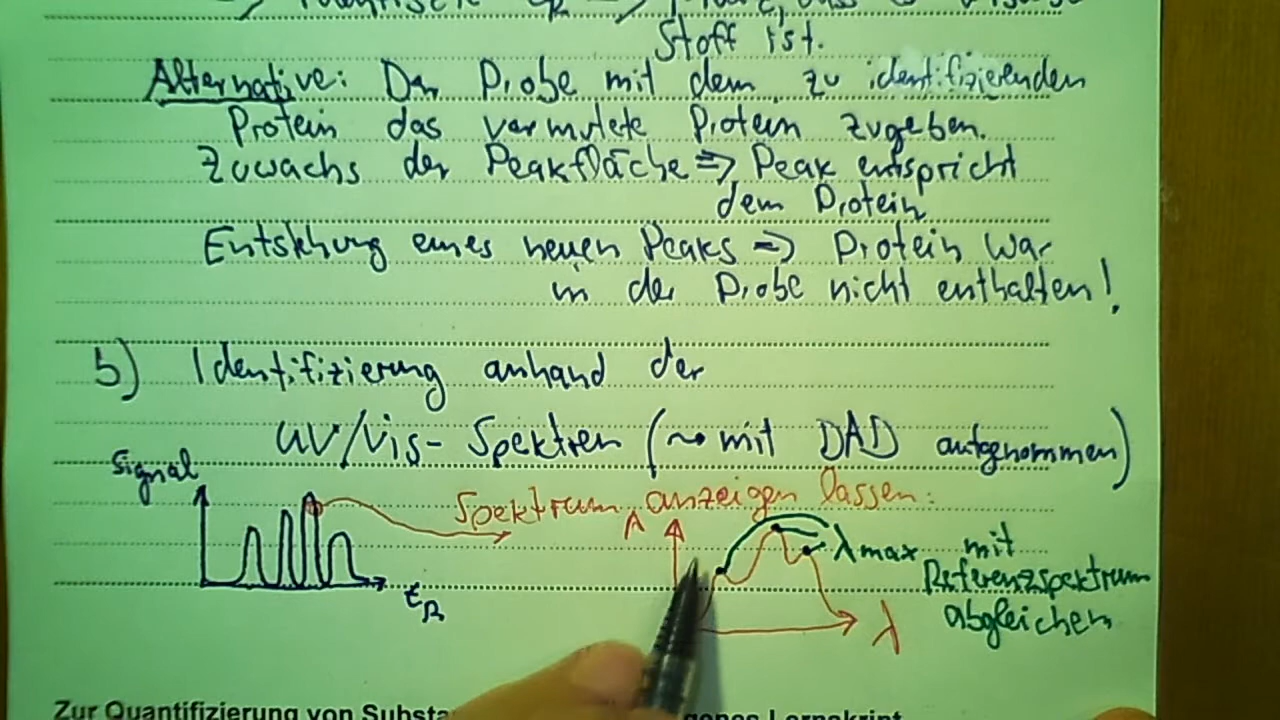 Stoff ist.
Alternative: Der Probe mit dem zu identifizierenden
Protein das vermutete Protein zugeben.
Zuwachs der Peakfläche => Peak entspricht
dem Protein
Entstehung eines neuen Peaks => Protein war
in der Probe nicht enthalten!
b) Identifizierung anhand der
UV/Vis-Spektren (~> mit DAD aufgenommen)
Signal
Spektrum anzeigen lassen:
A
λmax mit
Referenzspektrum
abgleichen
tR
λ
Zur Quantifizierung von